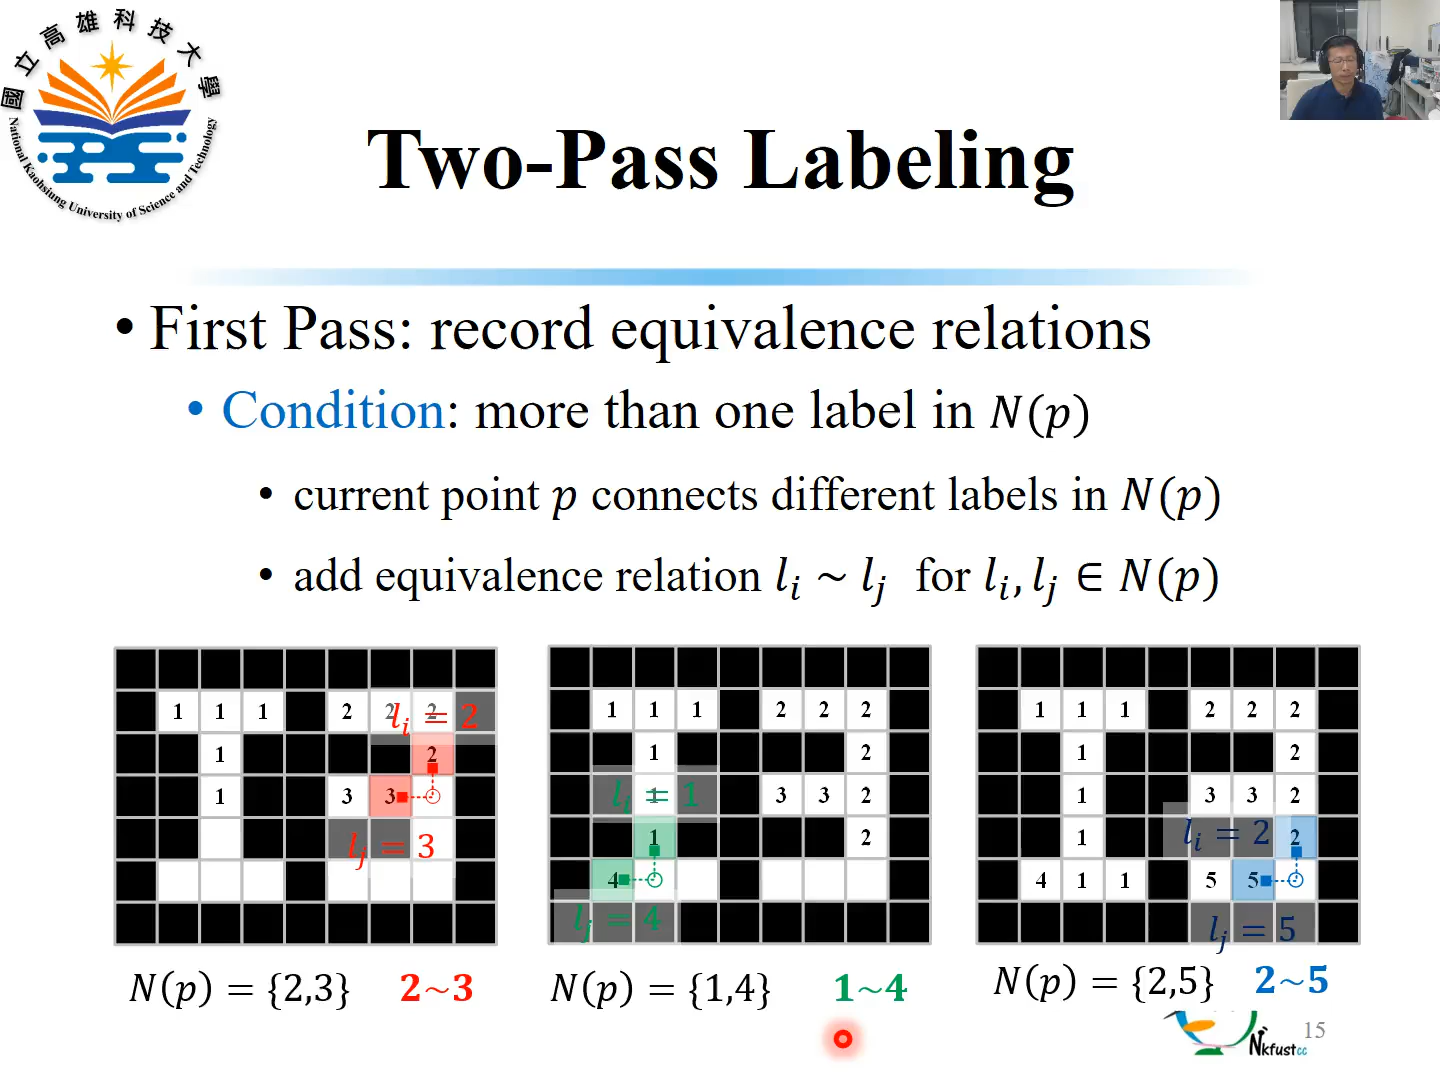 國立高雄科技大學
National Kaohsiung University of Science and Technology
Two-Pass Labeling
• First Pass: record equivalence relations
• Condition: more than one label in N(p)
• current point p connects different labels in N(p)
• add equivalence relation lᵢ ~ lⱼ for lᵢ, lⱼ ∈ N(p)
1 1 1 2 2 2
lᵢ = 2
1 2
1 3 3
lⱼ = 3
N(p) = {2,3} 2~3
1 1 1 2 2 2
1 2
1 3 3 2
lᵢ = 1
1 2
4
lⱼ = 4
N(p) = {1,4} 1~4
1 1 1 2 2 2
1 2
1 3 3 2
lᵢ = 2
1 2
4 1 1 5 5
lⱼ = 5
N(p) = {2,5} 2~5
Nkfust cc
15